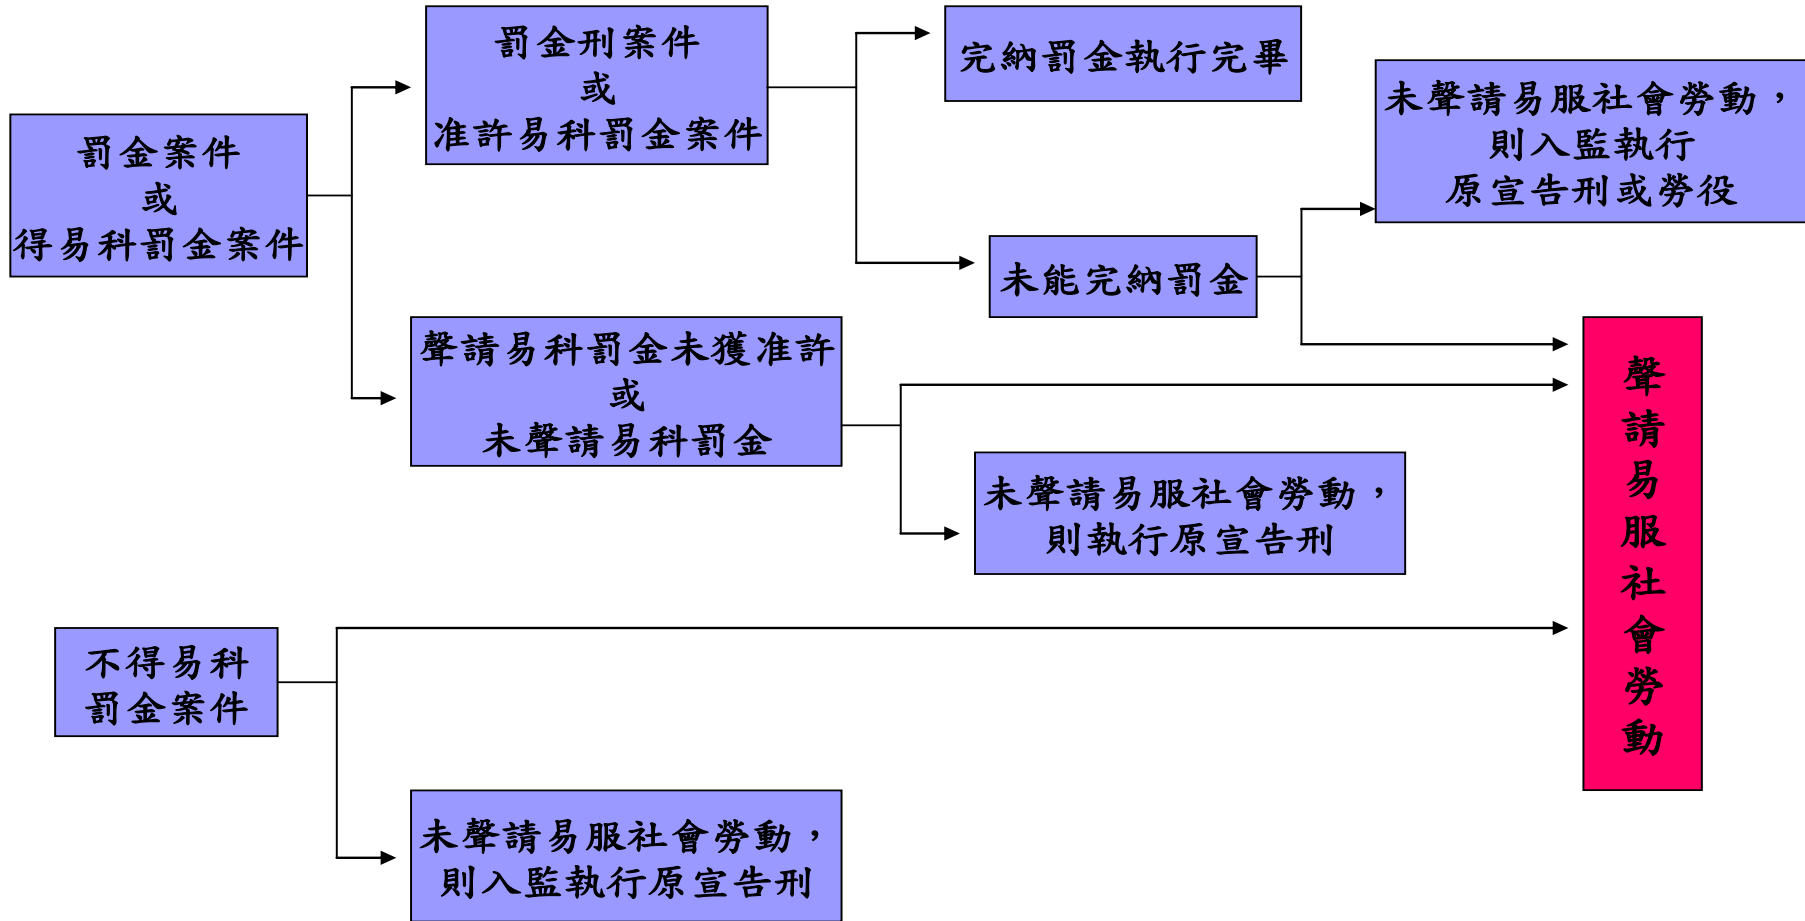 罰金案件
或
得易科罰金案件
罰金刑案件
或
准許易科罰金案件
完納罰金執行完畢
未能完納罰金
未聲請易服社會勞動，
則入監執行
原宣告刑或勞役
聲請易科罰金未獲准許
或
未聲請易科罰金
未聲請易服社會勞動，
則執行原宣告刑
不得易科
罰金案件
未聲請易服社會勞動，
則入監執行原宣告刑
聲請易服社會勞動